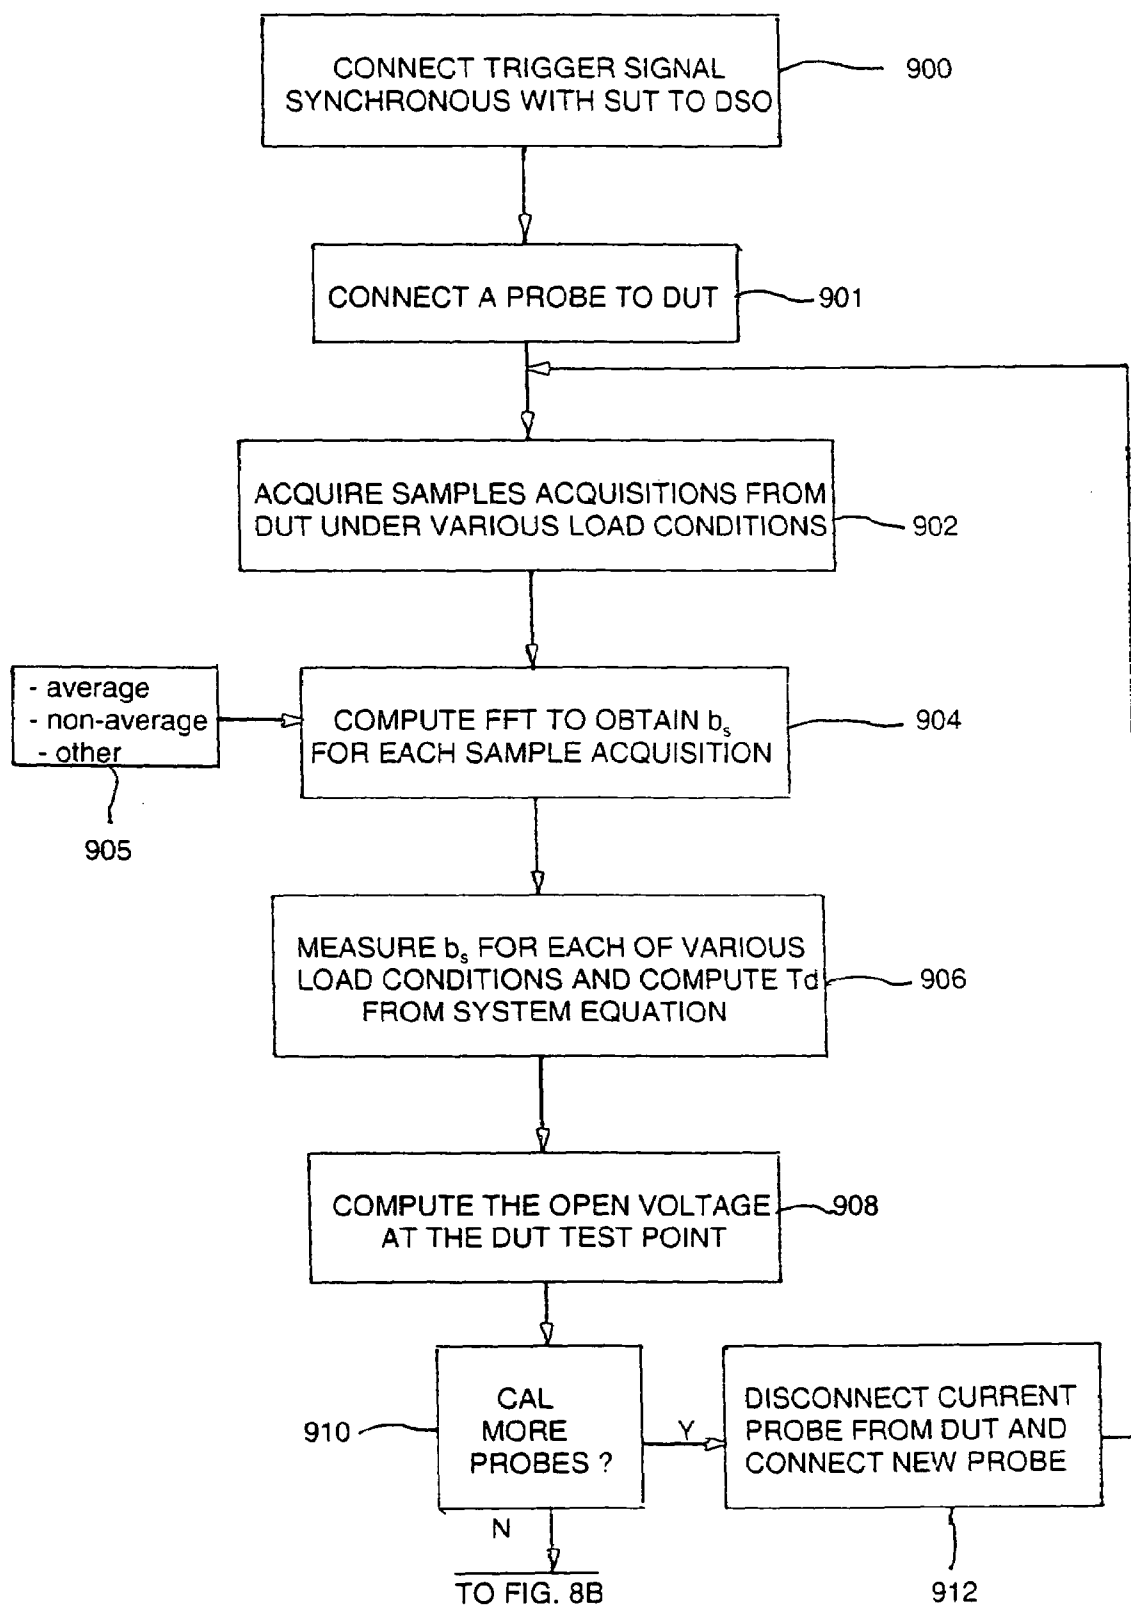 CONNECT TRIGGER SIGNAL
SYNCHRONOUS WITH SUT TO DSO
900
CONNECT A PROBE TO DUT
901
ACQUIRE SAMPLES ACQUISITIONS FROM
DUT UNDER VARIOUS LOAD CONDITIONS
902
- average
- non-average
- other
905
COMPUTE FFT TO OBTAIN bs
FOR EACH SAMPLE ACQUISITION
904
MEASURE bs FOR EACH OF VARIOUS
LOAD CONDITIONS AND COMPUTE Td
FROM SYSTEM EQUATION
906
COMPUTE THE OPEN VOLTAGE
AT THE DUT TEST POINT
908
910
CAL
MORE
PROBES ?
Y
N
DISCONNECT CURRENT
PROBE FROM DUT AND
CONNECT NEW PROBE
912
TO FIG. 8B